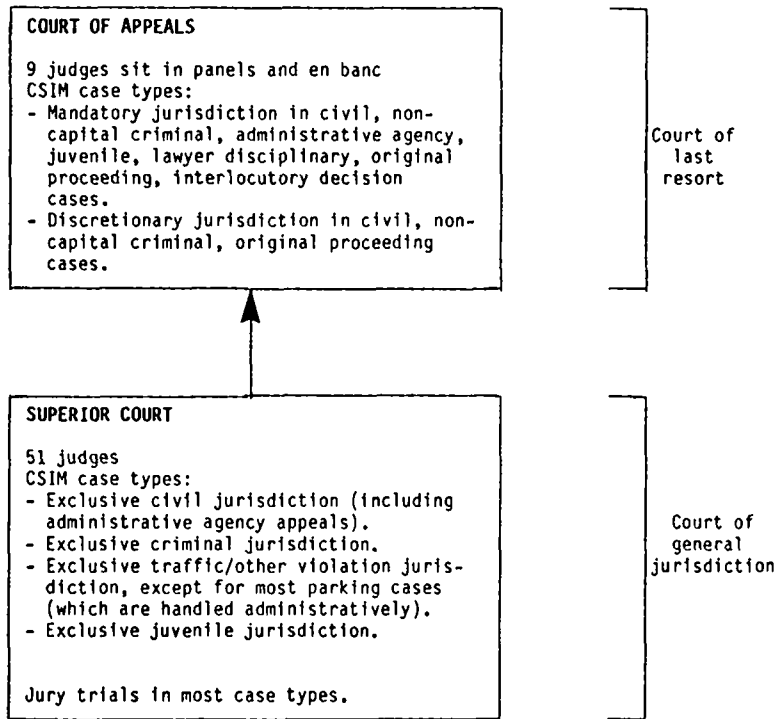 COURT OF APPEALS
9 judges sit in panels and en banc
CSIM case types:
- Mandatory jurisdiction in civil, non-
capital criminal, administrative agency,
juvenile, lawyer disciplinary, original
proceeding, interlocutory decision
cases.
- Discretionary jurisdiction in civil, non-
capital criminal, original proceeding
cases.
Court of
last
resort
SUPERIOR COURT
51 judges
CSIM case types:
- Exclusive civil jurisdiction (including
administrative agency appeals).
- Exclusive criminal jurisdiction.
- Exclusive traffic/other violation juris-
diction, except for most parking cases
(which are handled administratively).
- Exclusive juvenile jurisdiction.
Jury trials in most case types.
Court of
general
jurisdiction